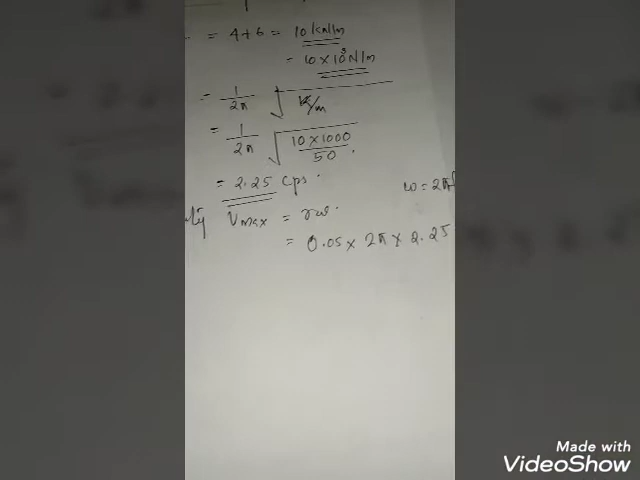 = 4+6 = 10 kN/m
= 10 × 10³ N/m
= 1/2π √K/m
= 1/2π √10 × 1000/50 .
= 2.25 cps.
ω = 2πf
Vmax = rω.
= 0.05 × 2π × 2.25
Made with
VideoShow